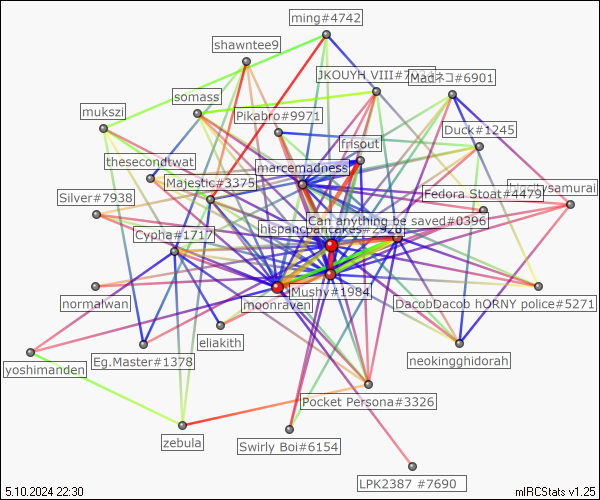 ming#4742
shawntee9
JKOUYH VIII#7
Madネコ#6901
somass
mukszi
Pikabro#9971
Duck#1245
frisout
thesecondtwat
marcemadness
Majestic#3375
Fedora Stoat#4479
samurai
Silver#7938
Can anything be saved#0396
Cypha#1717
hispancpancakes#2926
Mushy#1984
normalwan
moonraven
DacobDacob hORNY police#5271
eliakith
Eg.Master#1378
neokingghidorah
yoshimanden
Pocket Persona#3326
zebula
Swirly Boi#6154
LPK2387 #7690
5.10.2024 22:30
mIRCStats v1.25